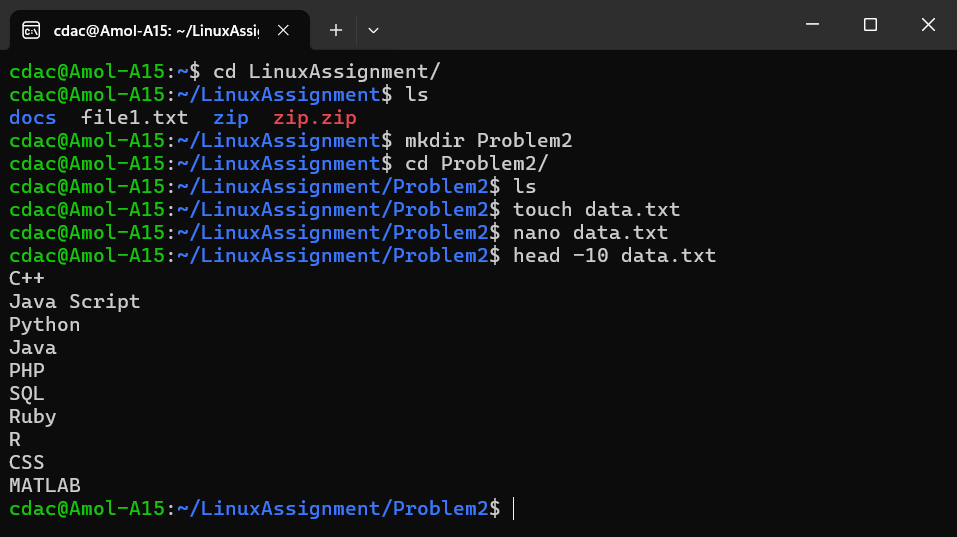 cdac@Amol-A15: ~/LinuxAssi
cdac@Amol-A15:~$ cd LinuxAssignment/
cdac@Amol-A15:~/LinuxAssignment$ ls
docs  file1.txt  zip  zip.zip
cdac@Amol-A15:~/LinuxAssignment$ mkdir Problem2
cdac@Amol-A15:~/LinuxAssignment$ cd Problem2/
cdac@Amol-A15:~/LinuxAssignment/Problem2$ ls
cdac@Amol-A15:~/LinuxAssignment/Problem2$ touch data.txt
cdac@Amol-A15:~/LinuxAssignment/Problem2$ nano data.txt
cdac@Amol-A15:~/LinuxAssignment/Problem2$ head -10 data.txt
C++
Java Script
Python
Java
PHP
SQL
Ruby
R
CSS
MATLAB
cdac@Amol-A15:~/LinuxAssignment/Problem2$